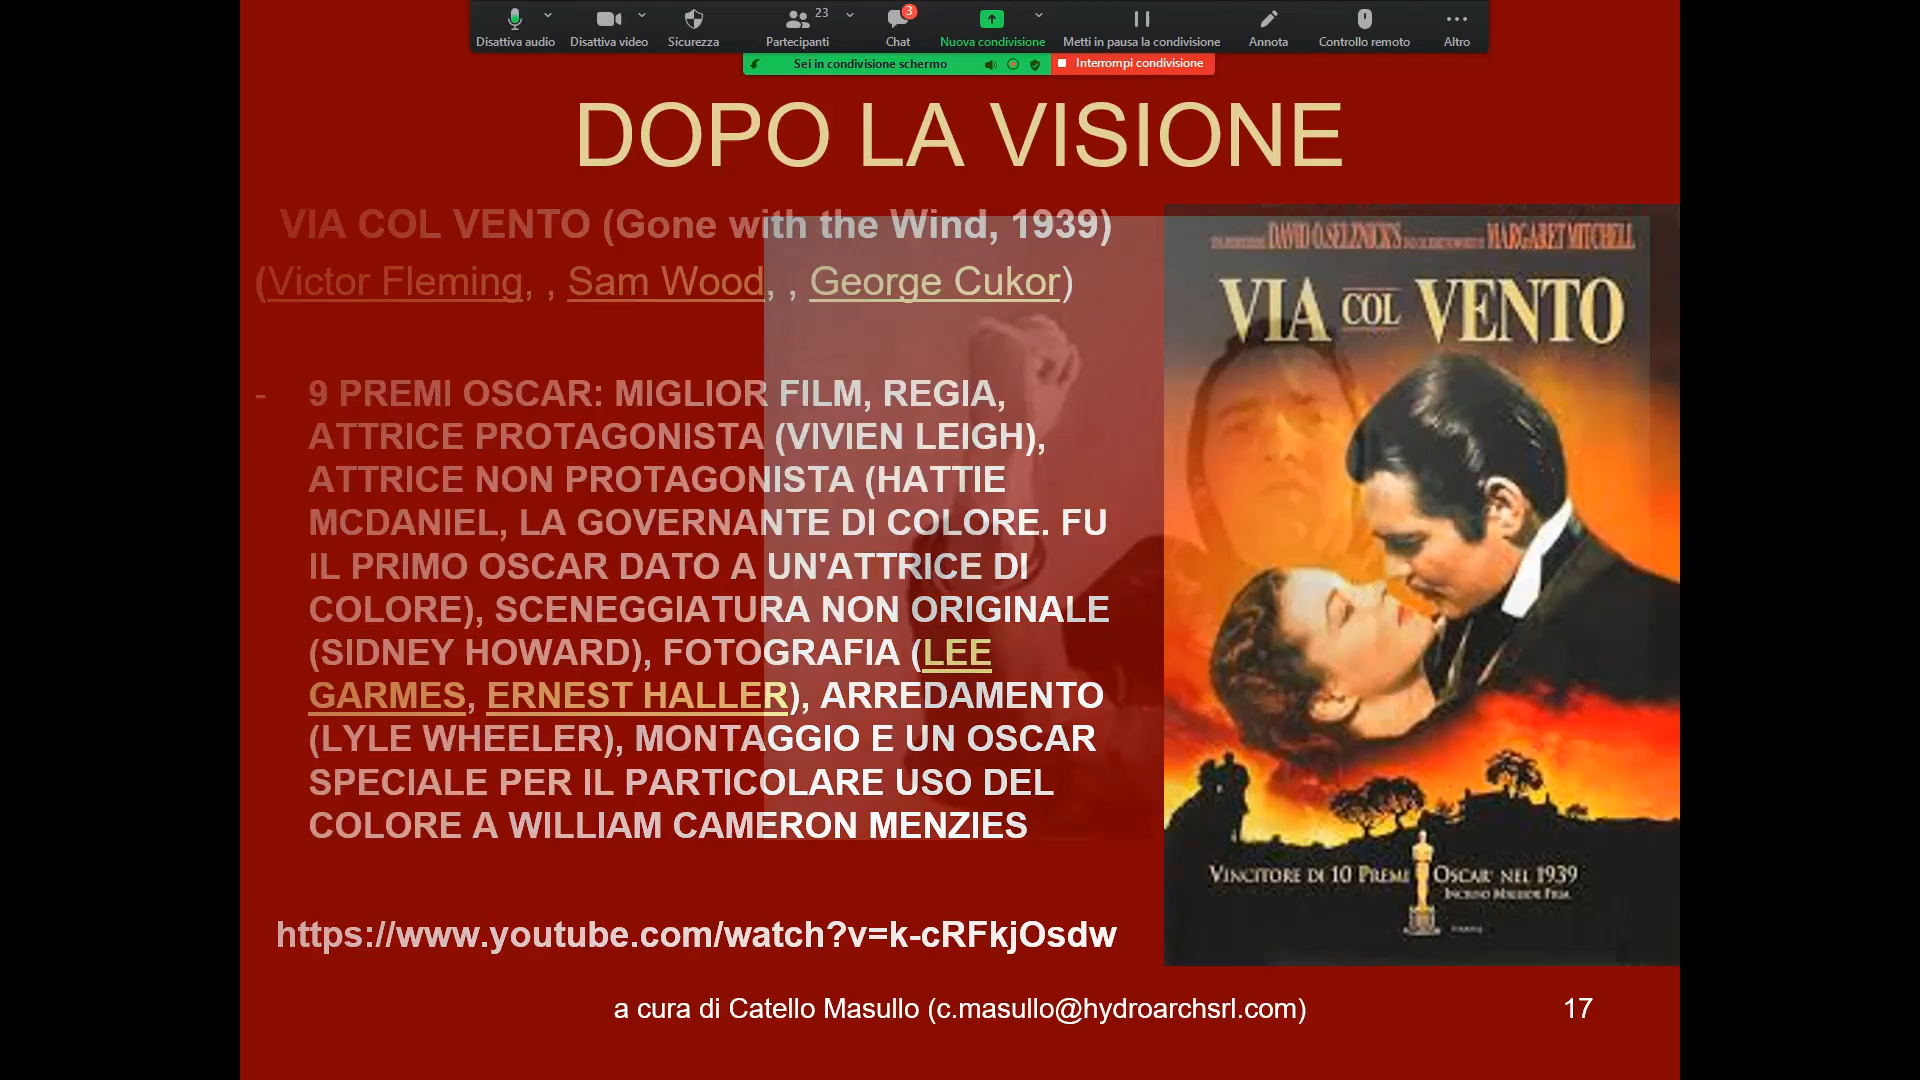 Disattiva audio
Disattiva video
Sicurezza
23
Partecipanti
3
Chat
Nuova condivisione
Metti in pausa la condivisione
Annota
Controllo remoto
Altro
Sei in condivisione schermo
Interrompi condivisione
DOPO LA VISIONE
VIA COL VENTO (Gone with the Wind, 1939)
(Victor Fleming, , Sam Wood, , George Cukor)
- 9 PREMI OSCAR: MIGLIOR FILM, REGIA,
ATTRICE PROTAGONISTA (VIVIEN LEIGH),
ATTRICE NON PROTAGONISTA (HATTIE
MCDANIEL, LA GOVERNANTE DI COLORE. FU
IL PRIMO OSCAR DATO A UN'ATTRICE DI
COLORE), SCENEGGIATURA NON ORIGINALE
(SIDNEY HOWARD), FOTOGRAFIA (LEE
GARMES, ERNEST HALLER), ARREDAMENTO
(LYLE WHEELER), MONTAGGIO E UN OSCAR
SPECIALE PER IL PARTICOLARE USO DEL
COLORE A WILLIAM CAMERON MENZIES
https://www.youtube.com/watch?v=k-cRFkjOsdw
DAVID O. SELZNICK'S MARGARET MITCHELL
VIA COL VENTO
VINCITORE DI 10 PREMI OSCAR NEL 1939
INCLUSO MIGLIOR FILM
a cura di Catello Masullo (c.masullo@hydroarchsrl.com)
17